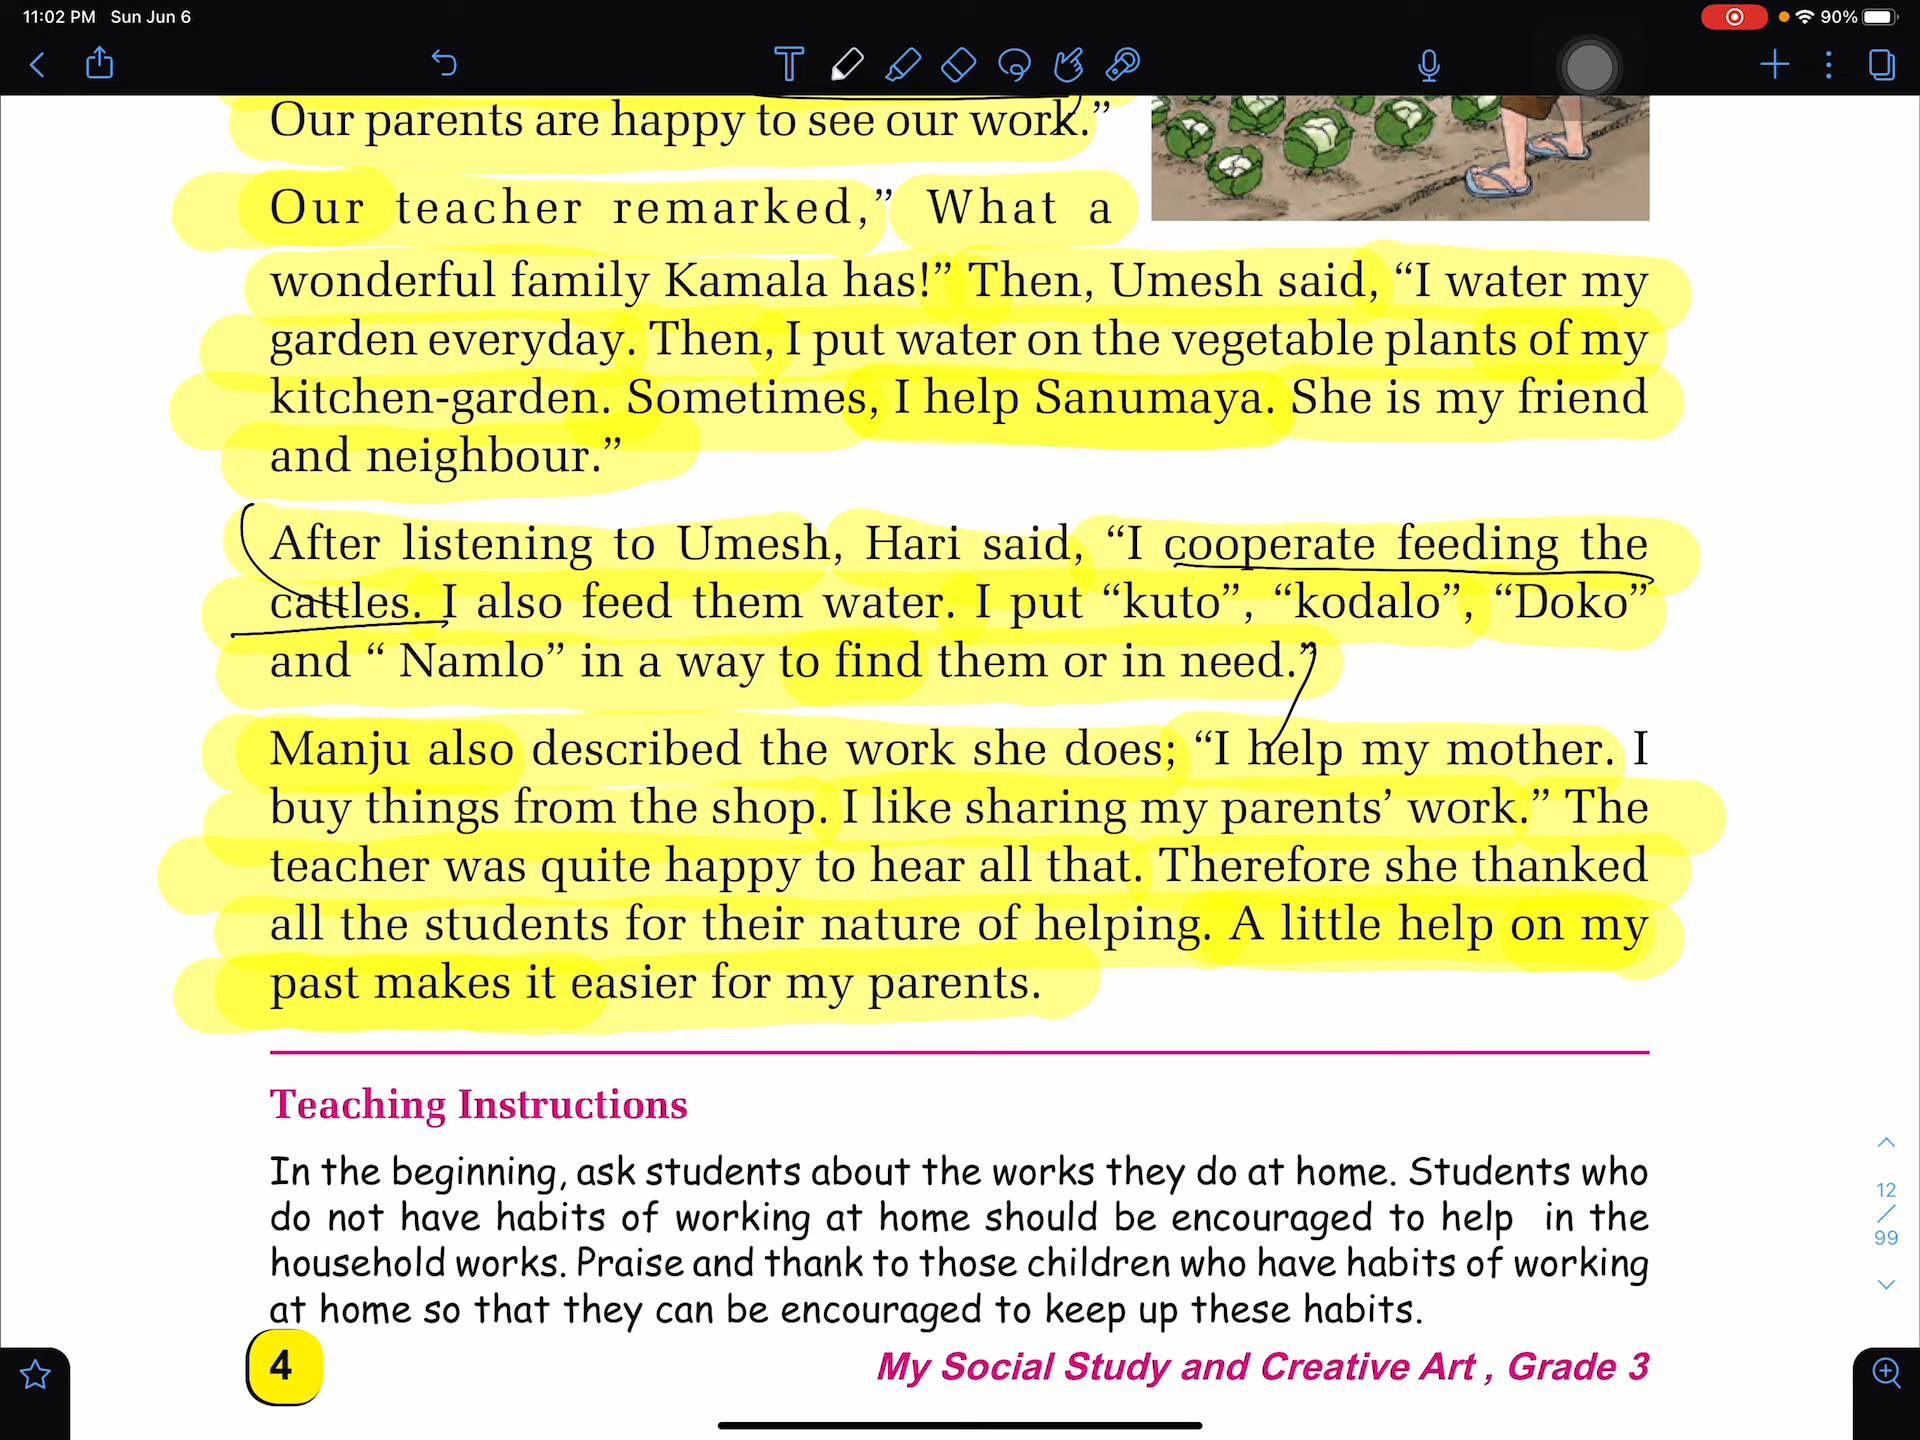 11:02 PM Sun Jun 6
90%
Our parents are happy to see our work.”
Our teacher remarked,” What a
wonderful family Kamala has!” Then, Umesh said, “I water my
garden everyday. Then, I put water on the vegetable plants of my
kitchen-garden. Sometimes, I help Sanumaya. She is my friend
and neighbour.”
After listening to Umesh, Hari said, “I cooperate feeding the
cattles. I also feed them water. I put “kuto”, “kodalo”, “Doko”
and “ Namlo” in a way to find them or in need.”
Manju also described the work she does; “I help my mother. I
buy things from the shop. I like sharing my parents’ work.” The
teacher was quite happy to hear all that. Therefore she thanked
all the students for their nature of helping. A little help on my
past makes it easier for my parents.
Teaching Instructions
In the beginning, ask students about the works they do at home. Students who
do not have habits of working at home should be encouraged to help in the
household works. Praise and thank to those children who have habits of working
at home so that they can be encouraged to keep up these habits.
12
/
99
4
My Social Study and Creative Art , Grade 3